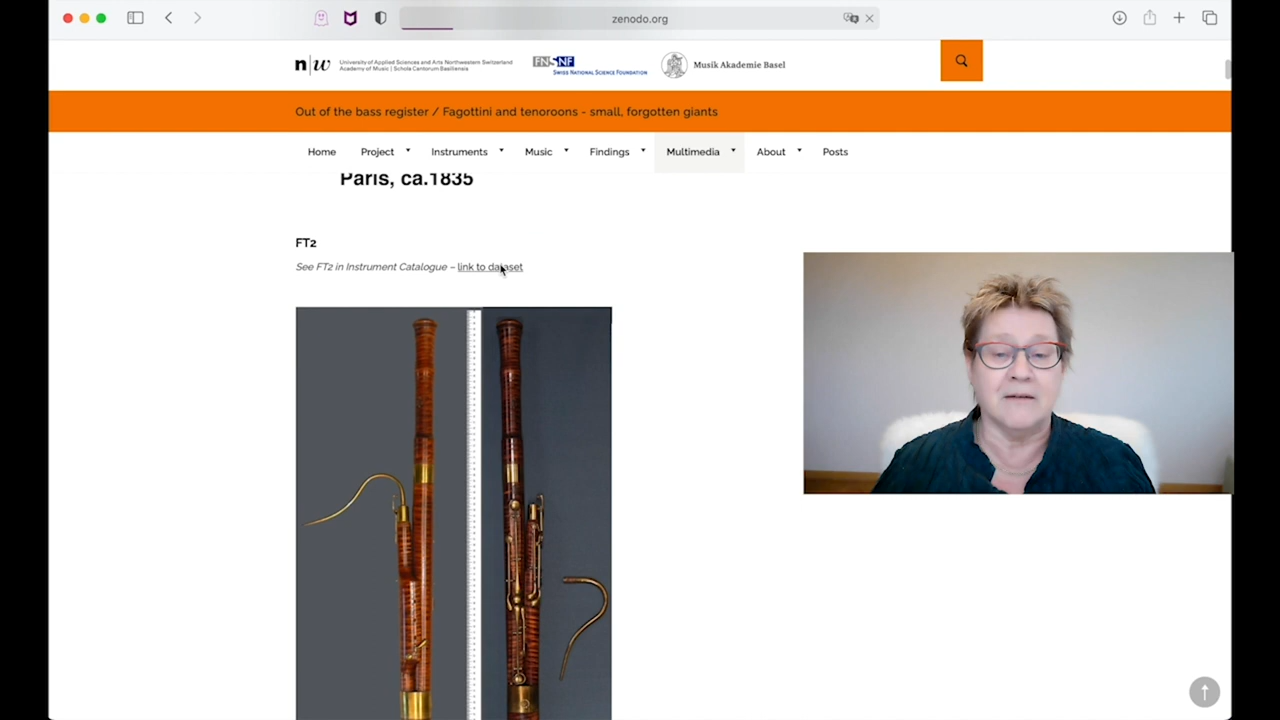 zenodo.org
n|w
University of Applied Sciences and Arts Northwestern Switzerland
Academy of Music | Schola Cantorum Basiliensis
FNSNF
SWISS NATIONAL SCIENCE FOUNDATION
Musik Akademie Basel
Out of the bass register / Fagottini and tenoroons - small, forgotten giants
Home Project Instruments Music Findings Multimedia About Posts
Paris, ca.1835
FT2
See FT2 in Instrument Catalogue – link to dataset